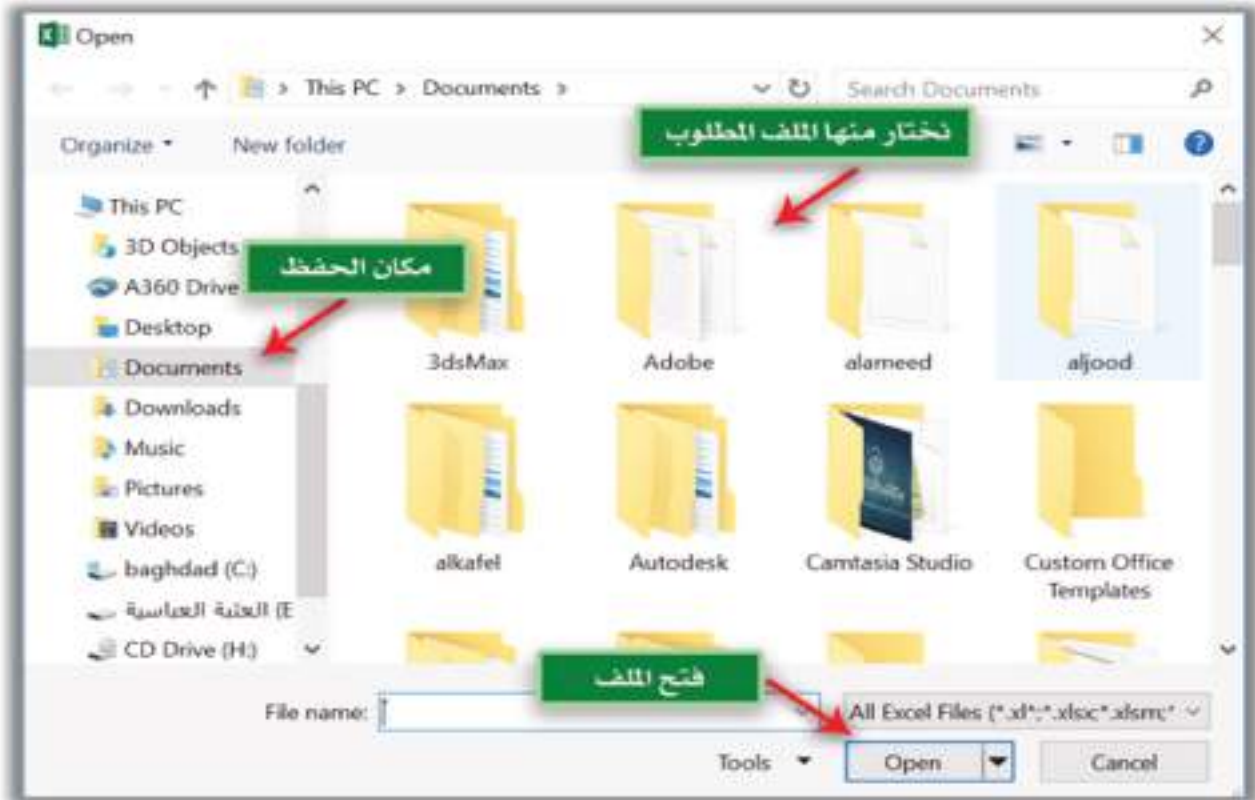 Open
This PC > Documents >
Search Documents
Organize
New folder
نختار منها الملف المطلوب
This PC
3D Objects
A360 Drive
Desktop
Documents
Downloads
Music
Pictures
Videos
baghdad (C:)
العتبة العباسية (E
CD Drive (H:)
مكان الحفظ
3dsMax
Adobe
alameed
aljood
alkafel
Autodesk
Camtasia Studio
Custom Office
Templates
فتح الملف
File name:
All Excel Files (*.xl*;*.xlsx;*.xlsm;*
Tools
Open
Cancel